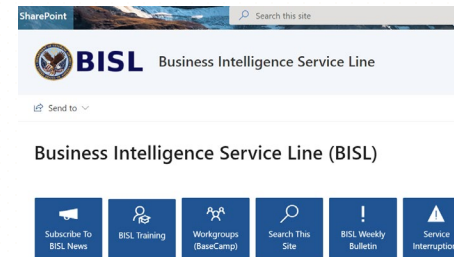 SharePoint
Search this site
BISL Business Intelligence Service Line
Send to
Business Intelligence Service Line (BISL)
Subscribe To BISL News
BISL Training
Workgroups (BaseCamp)
Search This Site
BISL Weekly Bulletin
Service Interruption